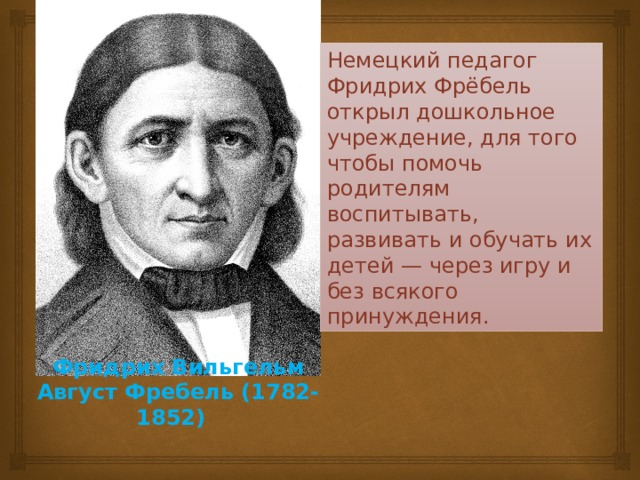 Немецкий педагог
Фридрих Фрёбель
открыл дошкольное
учреждение, для того
чтобы помочь
родителям
воспитывать,
развивать и обучать их
детей — через игру и
без всякого
принуждения.
Фридрих Вильгельм
Август Фребель (1782-
1852)